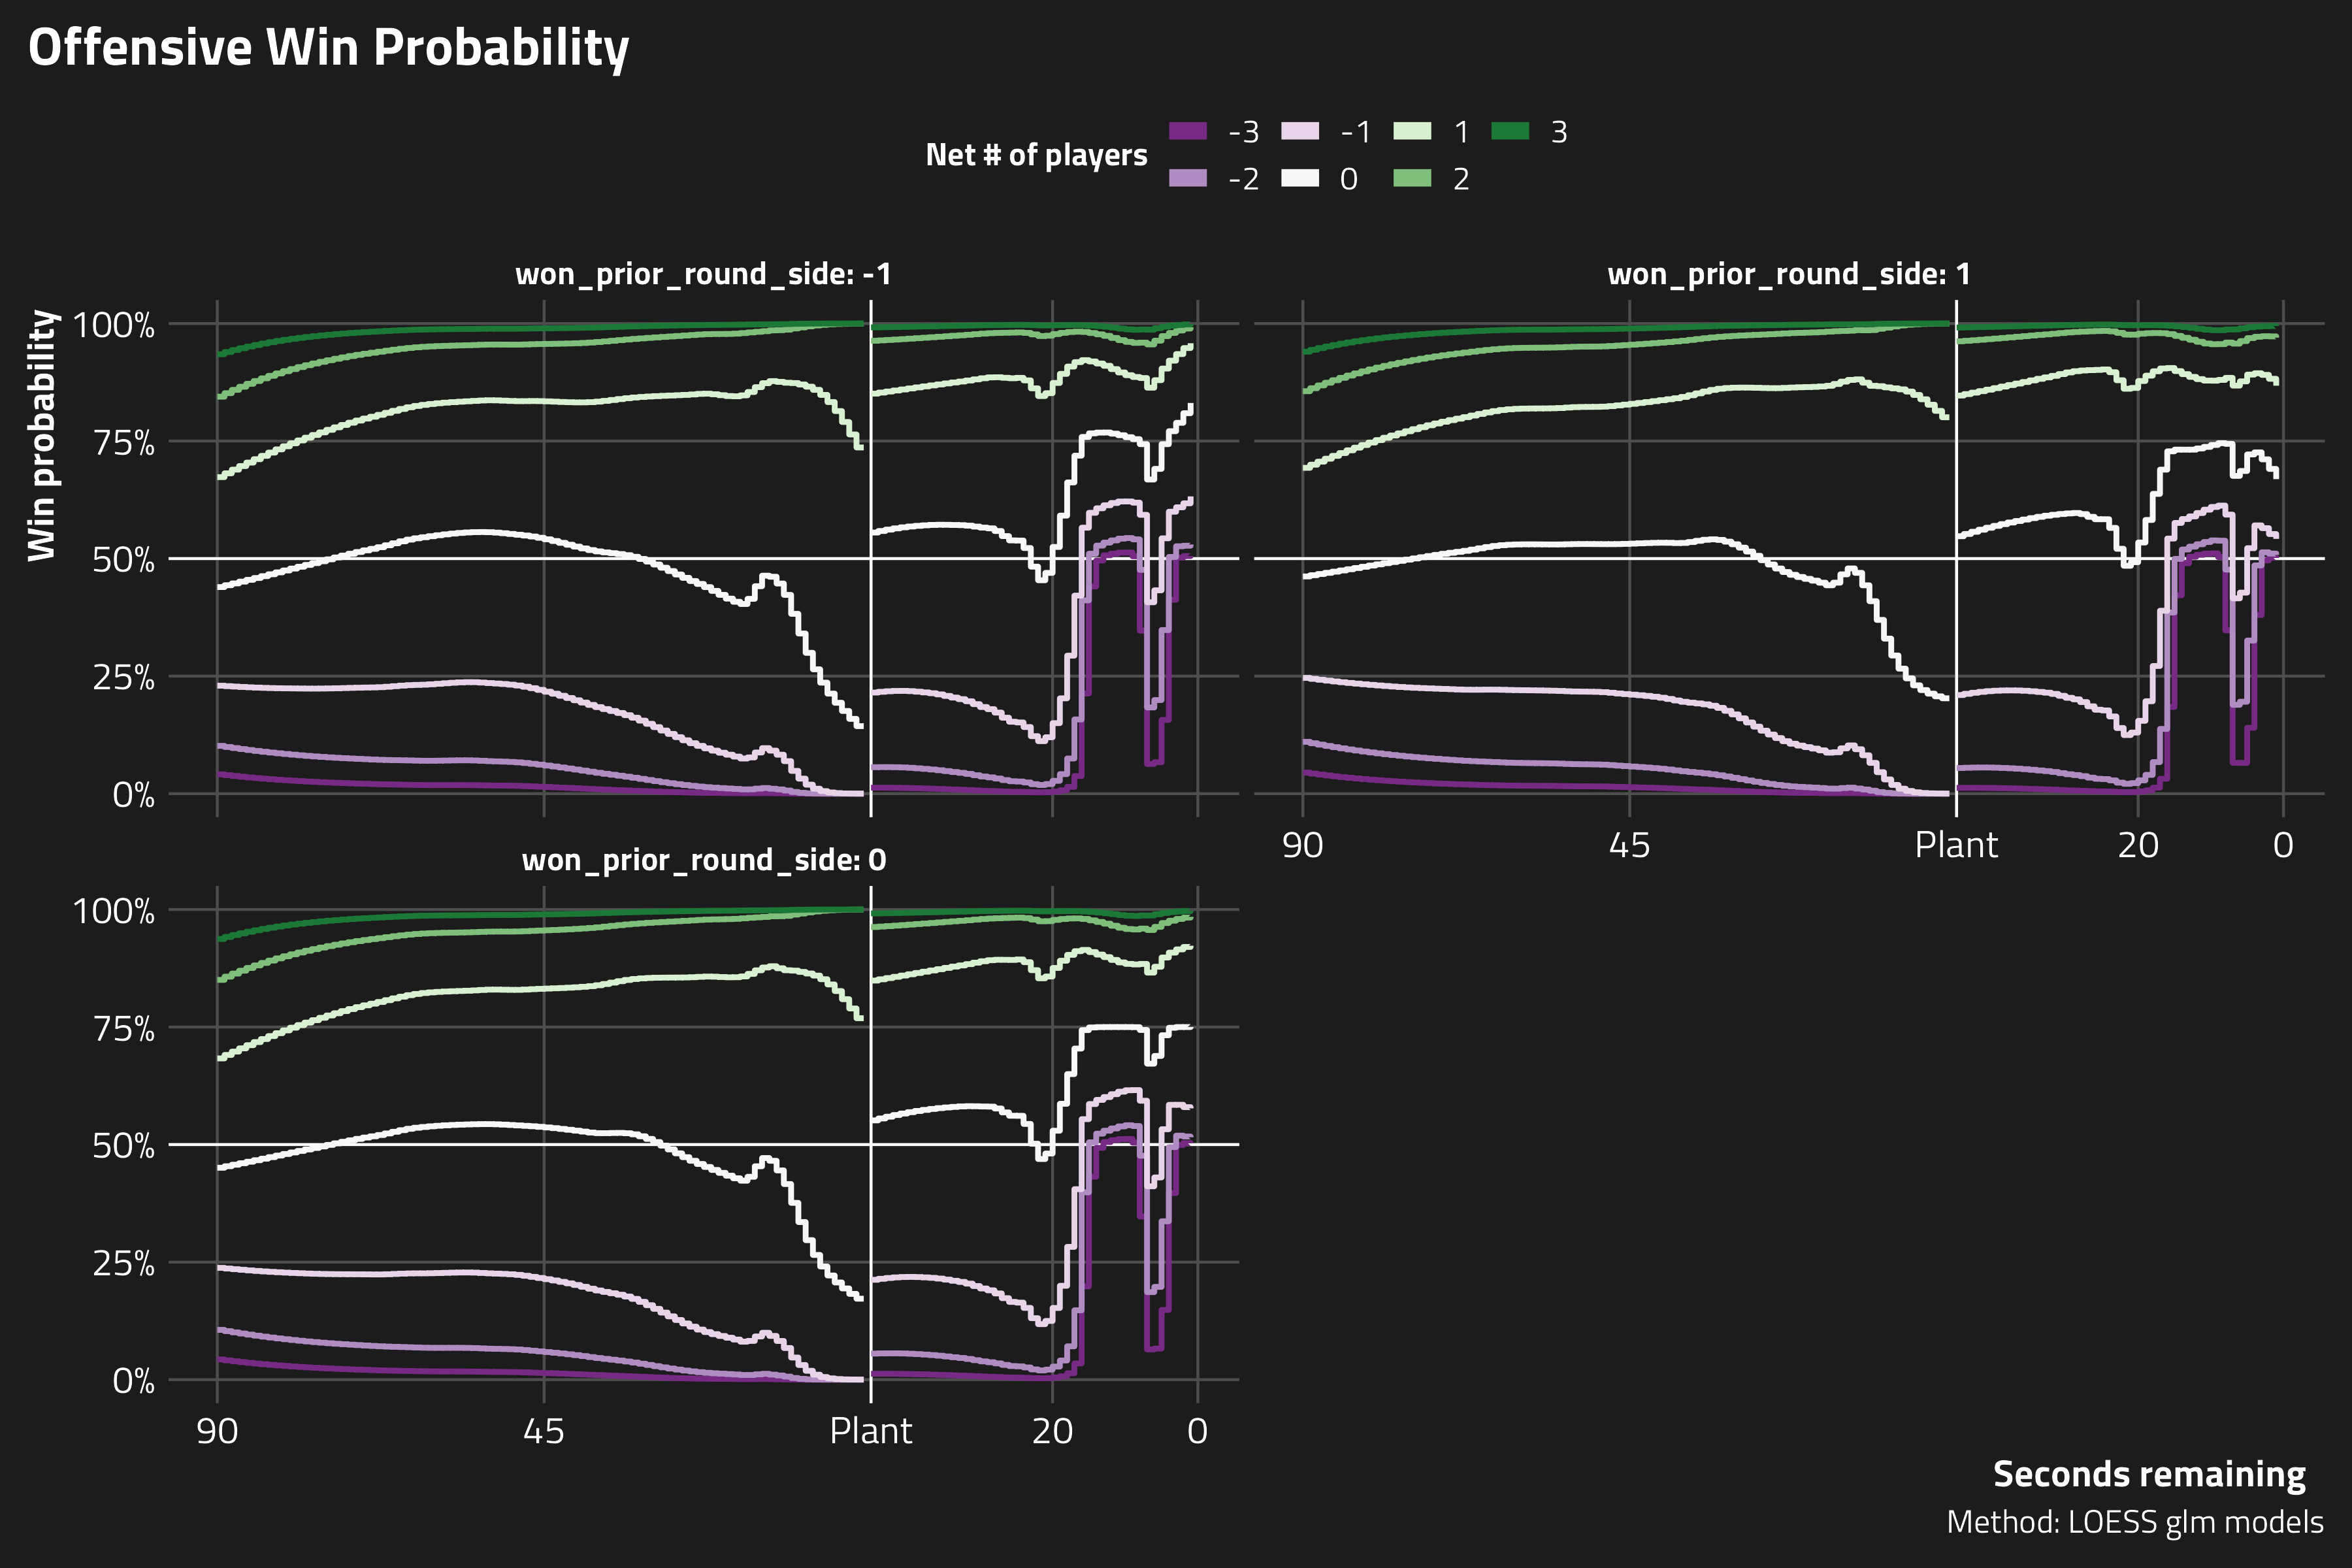 Offensive Win Probability
Net # of players
-3 -1 1 3
-2 0 2
won_prior_round_side: -1
won_prior_round_side: 1
Win probability
100%
75%
50%
25%
0%
90 45 Plant 20 0
won_prior_round_side: 0
100%
75%
50%
25%
0%
90 45 Plant 20 0
Seconds remaining
Method: LOESS glm models